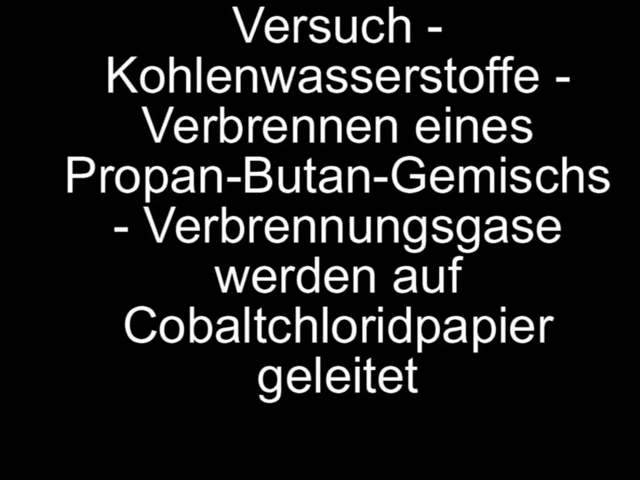 Versuch -
Kohlenwasserstoffe -
Verbrennen eines
Propan-Butan-Gemischs
- Verbrennungsgase
werden auf
Cobaltchloridpapier
geleitet